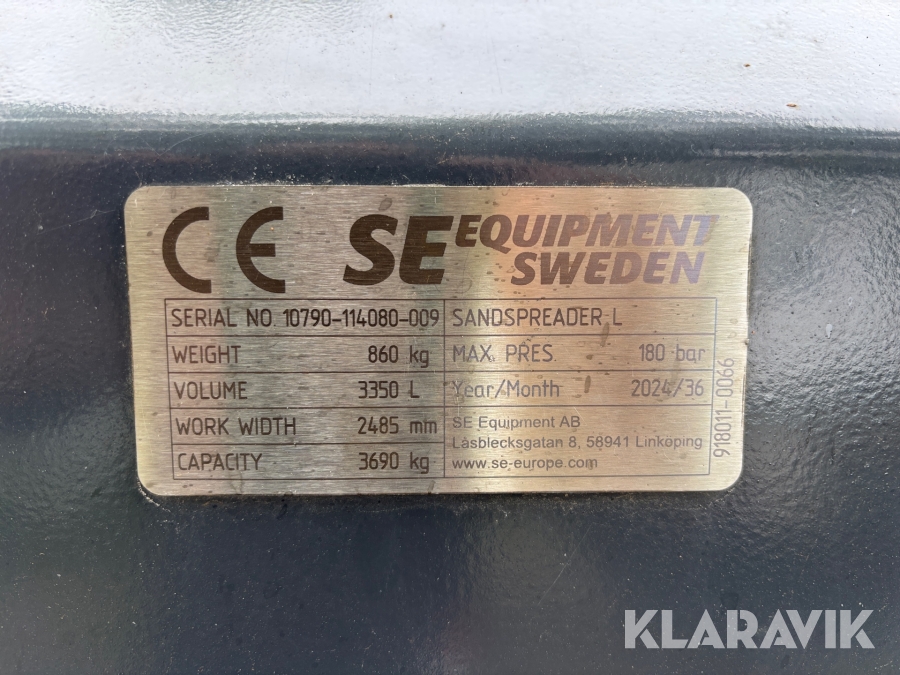 CE SE EQUIPMENT SWEDEN
SERIAL NO. 10790-114080-009 SANDSPREADER-L
WEIGHT 860 kg MAX. PRES. 180 bar
VOLUME 3350 L Year/Month 2024/36
WORK WIDTH 2485 mm SE Equipment AB
Låsblecksgatan 8, 58941 Linköping
CAPACITY 3690 kg www.se-europe.com
918011-0066
KLARAVIK